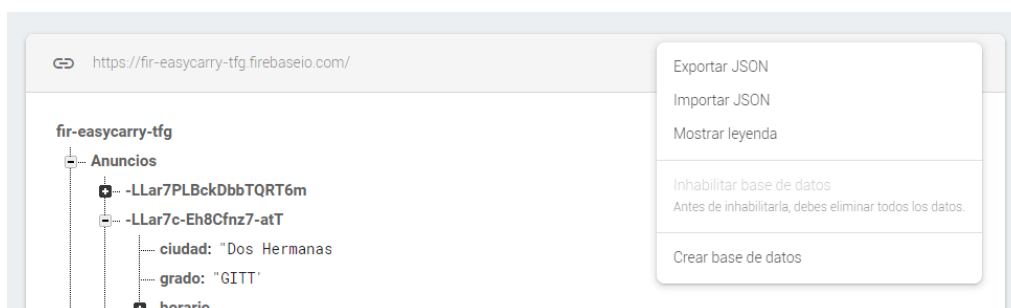 https://fir-easycarry-tfg.firebaseio.com/
fir-easycarry-tfg
Anuncios
-LLar7PLBckDbbTQRT6m
-LLar7c-Eh8Cfnz7-atT
ciudad: "Dos Hermanas
grado: "GITT'
horario
Exportar JSON
Importar JSON
Mostrar leyenda
Inhabilitar base de datos
Antes de inhabilitarla, debes eliminar todos los datos.
Crear base de datos